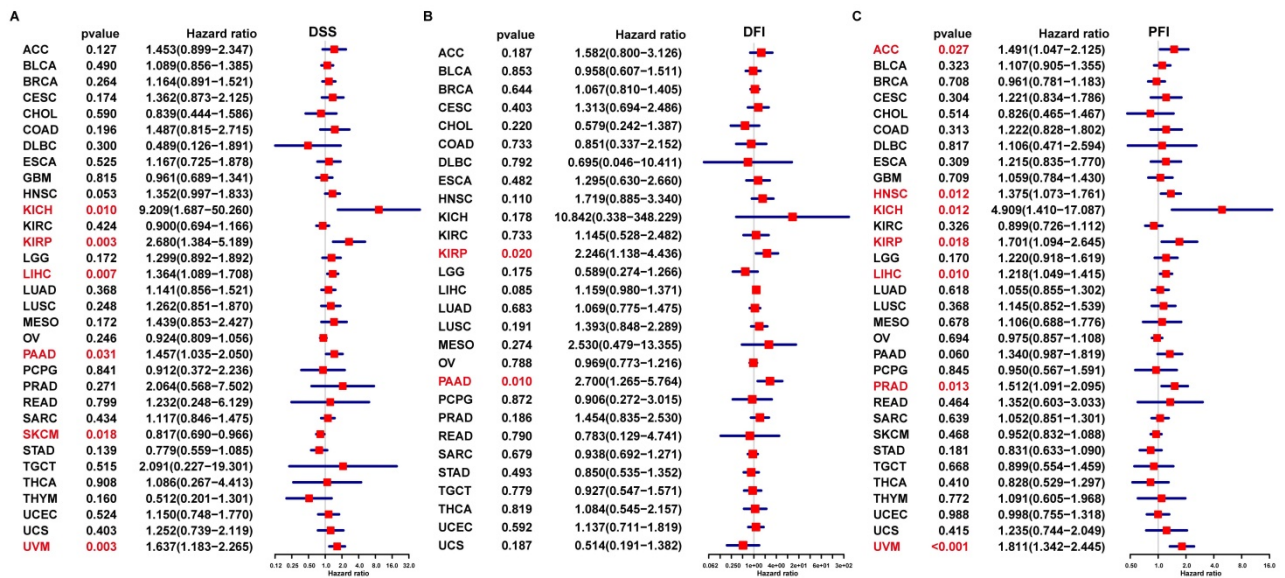 A
pvalue Hazard ratio DSS
ACC 0.127 1.453(0.899−2.347)
BLCA 0.490 1.089(0.856−1.385)
BRCA 0.264 1.164(0.891−1.521)
CESC 0.174 1.362(0.873−2.125)
CHOL 0.590 0.839(0.444−1.586)
COAD 0.196 1.487(0.815−2.715)
DLBC 0.300 0.489(0.126−1.891)
ESCA 0.525 1.167(0.725−1.878)
GBM 0.815 0.961(0.689−1.341)
HNSC 0.053 1.352(0.997−1.833)
KICH 0.010 9.209(1.687−50.260)
KIRC 0.424 0.900(0.694−1.166)
KIRP 0.003 2.680(1.384−5.189)
LGG 0.172 1.299(0.892−1.892)
LIHC 0.007 1.364(1.089−1.708)
LUAD 0.368 1.141(0.856−1.521)
LUSC 0.248 1.262(0.851−1.870)
MESO 0.172 1.439(0.853−2.427)
OV 0.246 0.924(0.809−1.056)
PAAD 0.031 1.457(1.035−2.050)
PCPG 0.841 0.912(0.372−2.236)
PRAD 0.271 2.064(0.568−7.502)
READ 0.799 1.232(0.248−6.129)
SARC 0.434 1.117(0.846−1.475)
SKCM 0.018 0.817(0.690−0.966)
STAD 0.139 0.779(0.559−1.085)
TGCT 0.515 2.091(0.227−19.301)
THCA 0.908 1.086(0.267−4.413)
THYM 0.160 0.512(0.201−1.301)
UCEC 0.524 1.150(0.748−1.770)
UCS 0.403 1.252(0.739−2.119)
UVM 0.003 1.637(1.183−2.265)
0.12 0.25 0.50 1.0 2.0 4.0 8.0 16.0 32.0
Hazard ratio
B
pvalue Hazard ratio DFI
ACC 0.187 1.582(0.800−3.126)
BLCA 0.853 0.958(0.607−1.511)
BRCA 0.644 1.067(0.810−1.405)
CESC 0.403 1.313(0.694−2.486)
CHOL 0.220 0.579(0.242−1.387)
COAD 0.733 0.851(0.337−2.152)
DLBC 0.792 0.695(0.046−10.411)
ESCA 0.482 1.295(0.630−2.660)
HNSC 0.110 1.719(0.885−3.340)
KICH 0.178 10.842(0.338−348.229)
KIRC 0.733 1.145(0.528−2.482)
KIRP 0.020 2.246(1.138−4.436)
LGG 0.175 0.589(0.274−1.266)
LIHC 0.085 1.159(0.980−1.371)
LUAD 0.683 1.069(0.775−1.475)
LUSC 0.191 1.393(0.848−2.289)
MESO 0.274 2.530(0.479−13.355)
OV 0.788 0.969(0.773−1.216)
PAAD 0.010 2.700(1.265−5.764)
PCPG 0.872 0.906(0.272−3.015)
PRAD 0.186 1.454(0.835−2.530)
READ 0.790 0.783(0.129−4.741)
SARC 0.679 0.938(0.692−1.271)
STAD 0.493 0.850(0.535−1.352)
TGCT 0.779 0.927(0.547−1.571)
THCA 0.819 1.084(0.545−2.157)
UCEC 0.592 1.137(0.711−1.819)
UCS 0.187 0.514(0.191−1.382)
0.062 0.250 1e+00 4e+00 2e+01 6e+01 3e+02
Hazard ratio
C
pvalue Hazard ratio PFI
ACC 0.027 1.491(1.047−2.125)
BLCA 0.323 1.107(0.905−1.355)
BRCA 0.708 0.961(0.781−1.183)
CESC 0.304 1.221(0.834−1.786)
CHOL 0.514 0.826(0.465−1.467)
COAD 0.313 1.222(0.828−1.802)
DLBC 0.817 1.106(0.471−2.594)
ESCA 0.309 1.215(0.835−1.770)
GBM 0.709 1.059(0.784−1.430)
HNSC 0.012 1.375(1.073−1.761)
KICH 0.012 4.909(1.410−17.087)
KIRC 0.326 0.899(0.726−1.112)
KIRP 0.018 1.701(1.094−2.645)
LGG 0.170 1.220(0.918−1.619)
LIHC 0.010 1.218(1.049−1.415)
LUAD 0.618 1.055(0.855−1.302)
LUSC 0.368 1.145(0.852−1.539)
MESO 0.678 1.106(0.688−1.776)
OV 0.694 0.975(0.857−1.108)
PAAD 0.060 1.340(0.987−1.819)
PCPG 0.845 0.950(0.567−1.591)
PRAD 0.013 1.512(1.091−2.095)
READ 0.464 1.352(0.603−3.033)
SARC 0.639 1.052(0.851−1.301)
SKCM 0.468 0.952(0.832−1.088)
STAD 0.181 0.831(0.633−1.090)
TGCT 0.668 0.899(0.554−1.459)
THCA 0.410 0.828(0.529−1.297)
THYM 0.772 1.091(0.605−1.968)
UCEC 0.988 0.998(0.755−1.318)
UCS 0.415 1.235(0.744−2.049)
UVM <0.001 1.811(1.342−2.445)
0.50 1.0 2.0 4.0 8.0 16.0
Hazard ratio